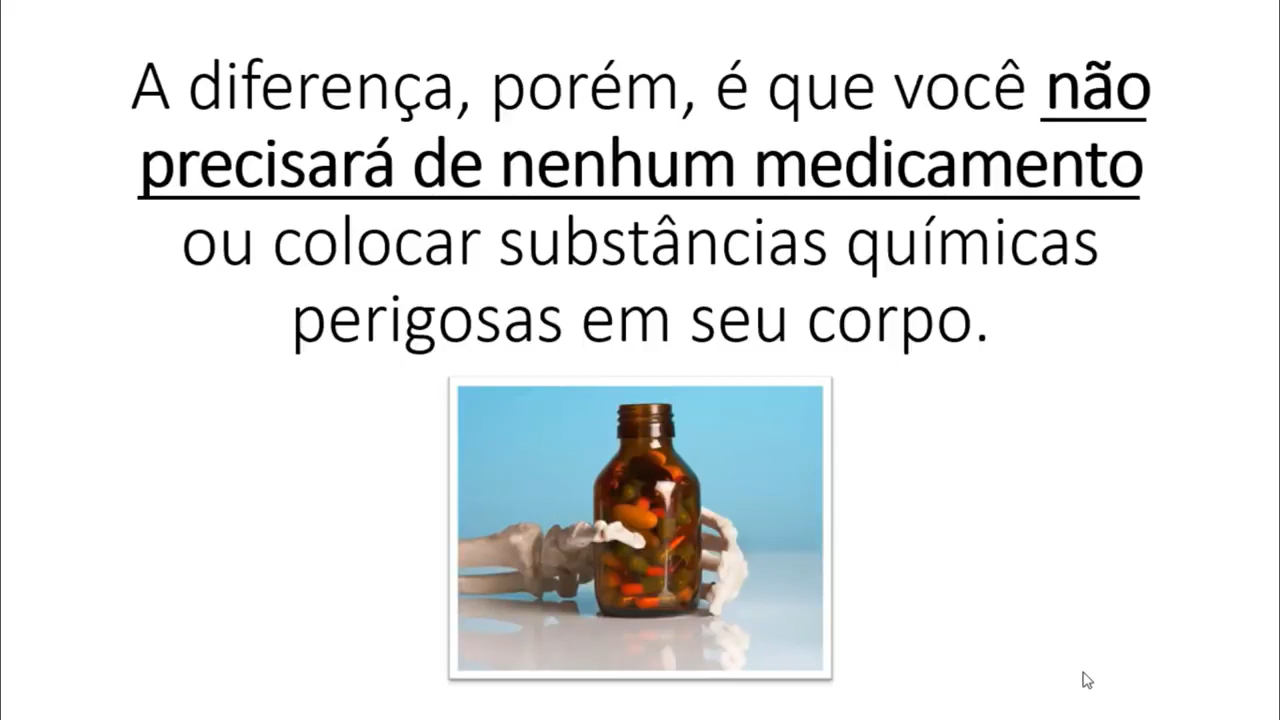 A diferença, porém, é que você não
precisará de nenhum medicamento
ou colocar substâncias químicas
perigosas em seu corpo.